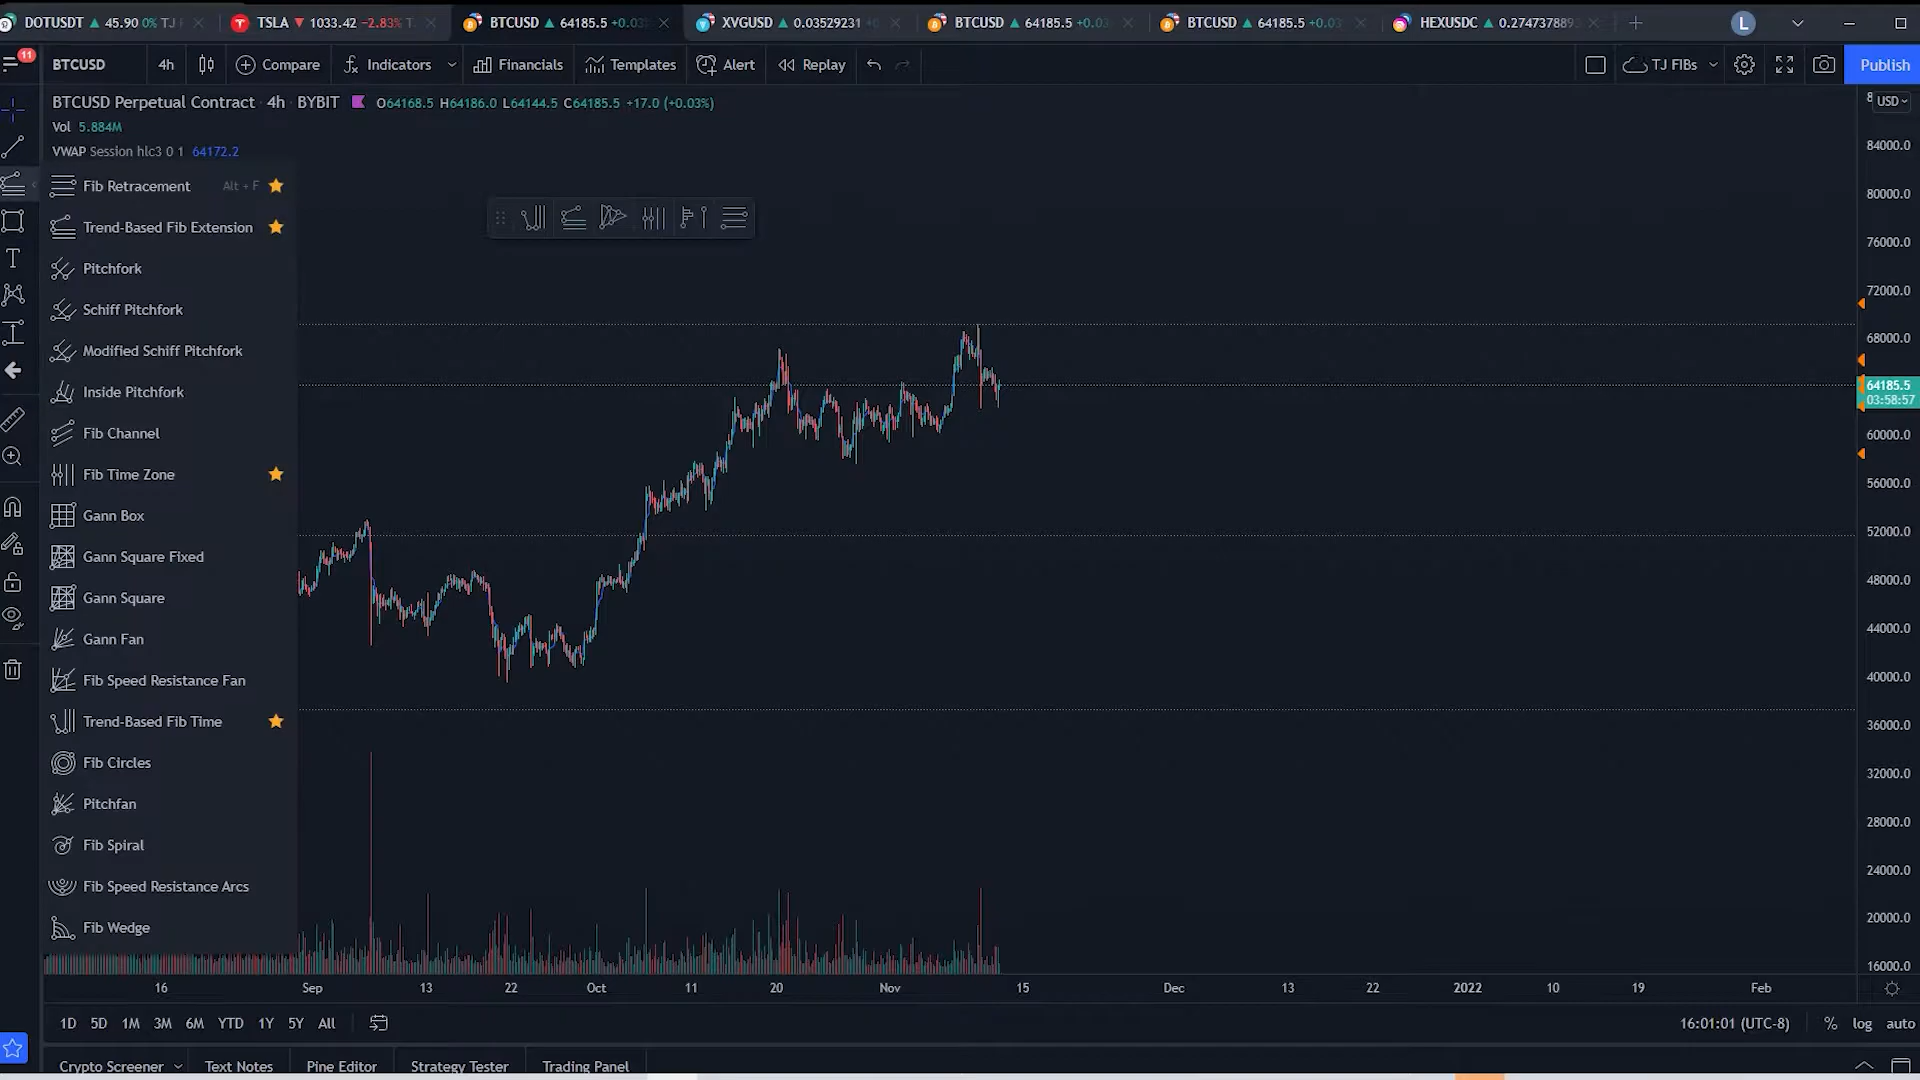 DOTUSDT ▲ 45.90 0% TJ F
TSLA ▼ 1033.42 −2.83% T
BTCUSD ▲ 64185.5 +0.03
XVGUSD ▲ 0.03529231
BTCUSD ▲ 64185.5 +0.03
BTCUSD ▲ 64185.5 +0.03
HEXUSDC ▲ 0.2747378893
L
11
BTCUSD
4h
Compare
Indicators
Financials
Templates
Alert
Replay
TJ FIBs
Publish
BTCUSD Perpetual Contract · 4h · BYBIT
O64168.5 H64186.0 L64144.5 C64185.5 +17.0 (+0.03%)
USD
Vol 5.884M
VWAP Session hlc3 0 1 64172.2
Fib Retracement Alt + F
Trend-Based Fib Extension
Pitchfork
Schiff Pitchfork
Modified Schiff Pitchfork
Inside Pitchfork
Fib Channel
Fib Time Zone
Gann Box
Gann Square Fixed
Gann Square
Gann Fan
Fib Speed Resistance Fan
Trend-Based Fib Time
Fib Circles
Pitchfan
Fib Spiral
Fib Speed Resistance Arcs
Fib Wedge
84000.0
80000.0
76000.0
72000.0
68000.0
64185.5
03:58:57
60000.0
56000.0
52000.0
48000.0
44000.0
40000.0
36000.0
32000.0
28000.0
24000.0
20000.0
16000.0
16 Sep 13 22 Oct 11 20 Nov 15 Dec 13 22 2022 10 19 Feb
1D 5D 1M 3M 6M YTD 1Y 5Y All
16:01:01 (UTC-8) % log auto
Crypto Screener
Text Notes
Pine Editor
Strategy Tester
Trading Panel